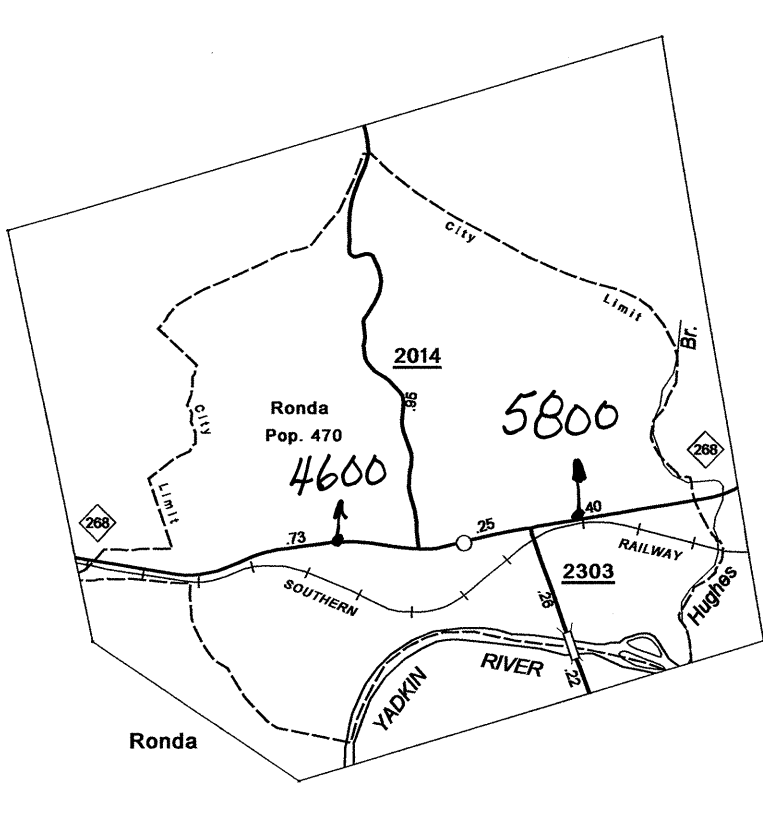 City
Limit
Br.
2014
.96
Ronda
Pop. 470
City
5800
4600
268
Limit
268
.73
.25
.40
RAILWAY
SOUTHERN
2303
.26
Hughes
RIVER
.22
YADKIN
Ronda